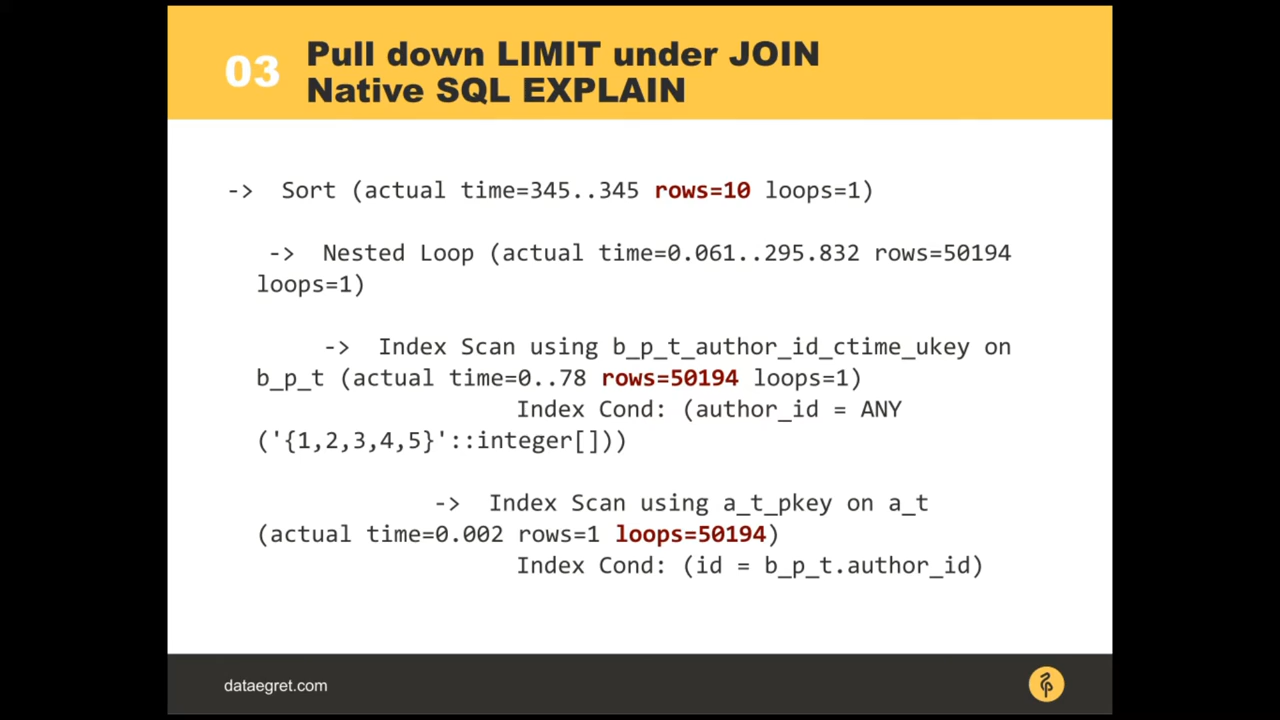 03
Pull down LIMIT under JOIN
Native SQL EXPLAIN
-> Sort (actual time=345..345 rows=10 loops=1)
-> Nested Loop (actual time=0.061..295.832 rows=50194
loops=1)
-> Index Scan using b_p_t_author_id_ctime_ukey on
b_p_t (actual time=0..78 rows=50194 loops=1)
Index Cond: (author_id = ANY
('{1,2,3,4,5}'::integer[]))
-> Index Scan using a_t_pkey on a_t
(actual time=0.002 rows=1 loops=50194)
Index Cond: (id = b_p_t.author_id)
dataegret.com